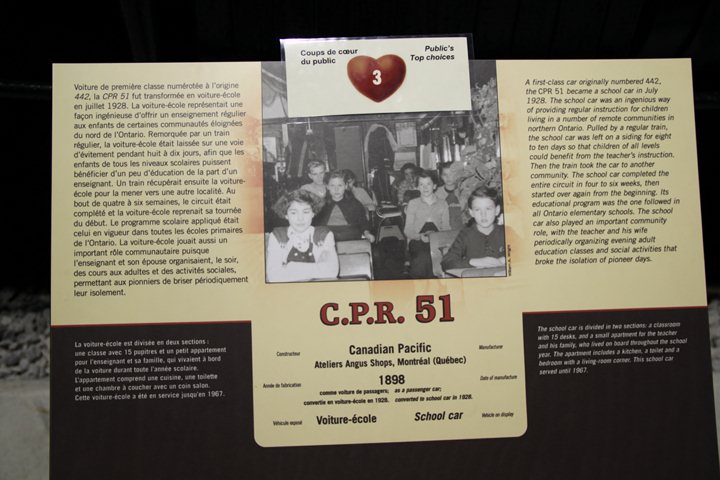 Coups de cœur
du public
Public's
Top choices
3
Voiture de première classe numérotée à l'origine
442, la CPR 51 fut transformée en voiture-école
en juillet 1928. La voiture-école représentait une
façon ingénieuse d'offrir un enseignement régulier
aux enfants de certaines communautés éloignées
du nord de l'Ontario. Remorquée par un train
régulier, la voiture-école était laissée sur une voie
d'évitement pendant huit à dix jours, afin que les
enfants de tous les niveaux scolaires puissent
bénéficier d'un peu d'éducation de la part d'un
enseignant. Un train récupérait ensuite la voiture-
école pour la mener vers une autre localité. Au
bout de quatre à six semaines, le circuit était
complété et la voiture-école reprenait sa tournée
du début. Le programme scolaire appliqué était
celui en vigueur dans toutes les écoles primaires
de l'Ontario. La voiture-école jouait aussi un
important rôle communautaire puisque
l'enseignant et son épouse organisaient, le soir,
des cours aux adultes et des activités sociales,
permettant aux pionniers de briser périodiquement
leur isolement.
A first-class car originally numbered 442,
the CPR 51 became a school car in July
1928. The school car was an ingenious way
of providing regular instruction for children
living in a number of remote communities in
northern Ontario. Pulled by a regular train,
the school car was left on a siding for eight
to ten days so that children of all levels
could benefit from the teacher's instruction.
Then the train took the car to another
community. The school car completed the
entire circuit in four to six weeks, then
started over again from the beginning. Its
educational program was the one followed in
all Ontario elementary schools. The school
car also played an important community
role, with the teacher and his wife
periodically organizing evening adult
education classes and social activities that
broke the isolation of pioneer days.
C.P.R. 51
La voiture-école est divisée en deux sections :
une classe avec 15 pupitres et un petit appartement
pour l'enseignant et sa famille, qui vivaient à bord
de la voiture durant toute l'année scolaire.
L'appartement comprend une cuisine, une toilette
et une chambre à coucher avec un coin salon.
Cette voiture-école a été en service jusqu'en 1967.
Constructeur
Canadian Pacific
Manufacturer
Ateliers Angus Shops, Montréal (Québec)
Année de fabrication
1898
Date of manufacture
comme voiture de passagers; as a passenger car;
convertie en voiture-école en 1928. converted to school car in 1928.
Véhicule exposé
Voiture-école
School car
Vehicle on display
The school car is divided in two sections: a classroom
with 15 desks, and a small apartment for the teacher
and his family, who lived on board throughout the school
year. The apartment includes a kitchen, a toilet and a
bedroom with a living-room corner. This school car
served until 1967.